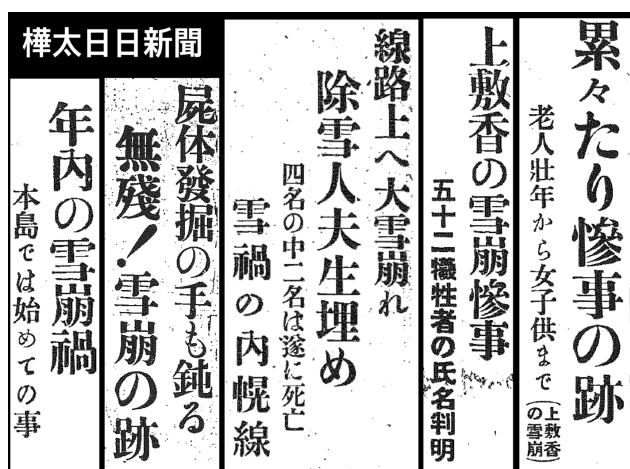 樺太日日新聞
累々たり慘事の跡
老人壯年から女子供まで(上敷香の雪崩)
上敷香の雪崩慘事
五十二犠牲者の氏名判明
線路上へ大雪崩れ
除雪人夫生埋め
四名の中二名は遂に死亡
雪禍の内幌線
屍体發掘の手も鈍る
無殘!雪崩の跡
年内の雪崩禍
本島では始めての事